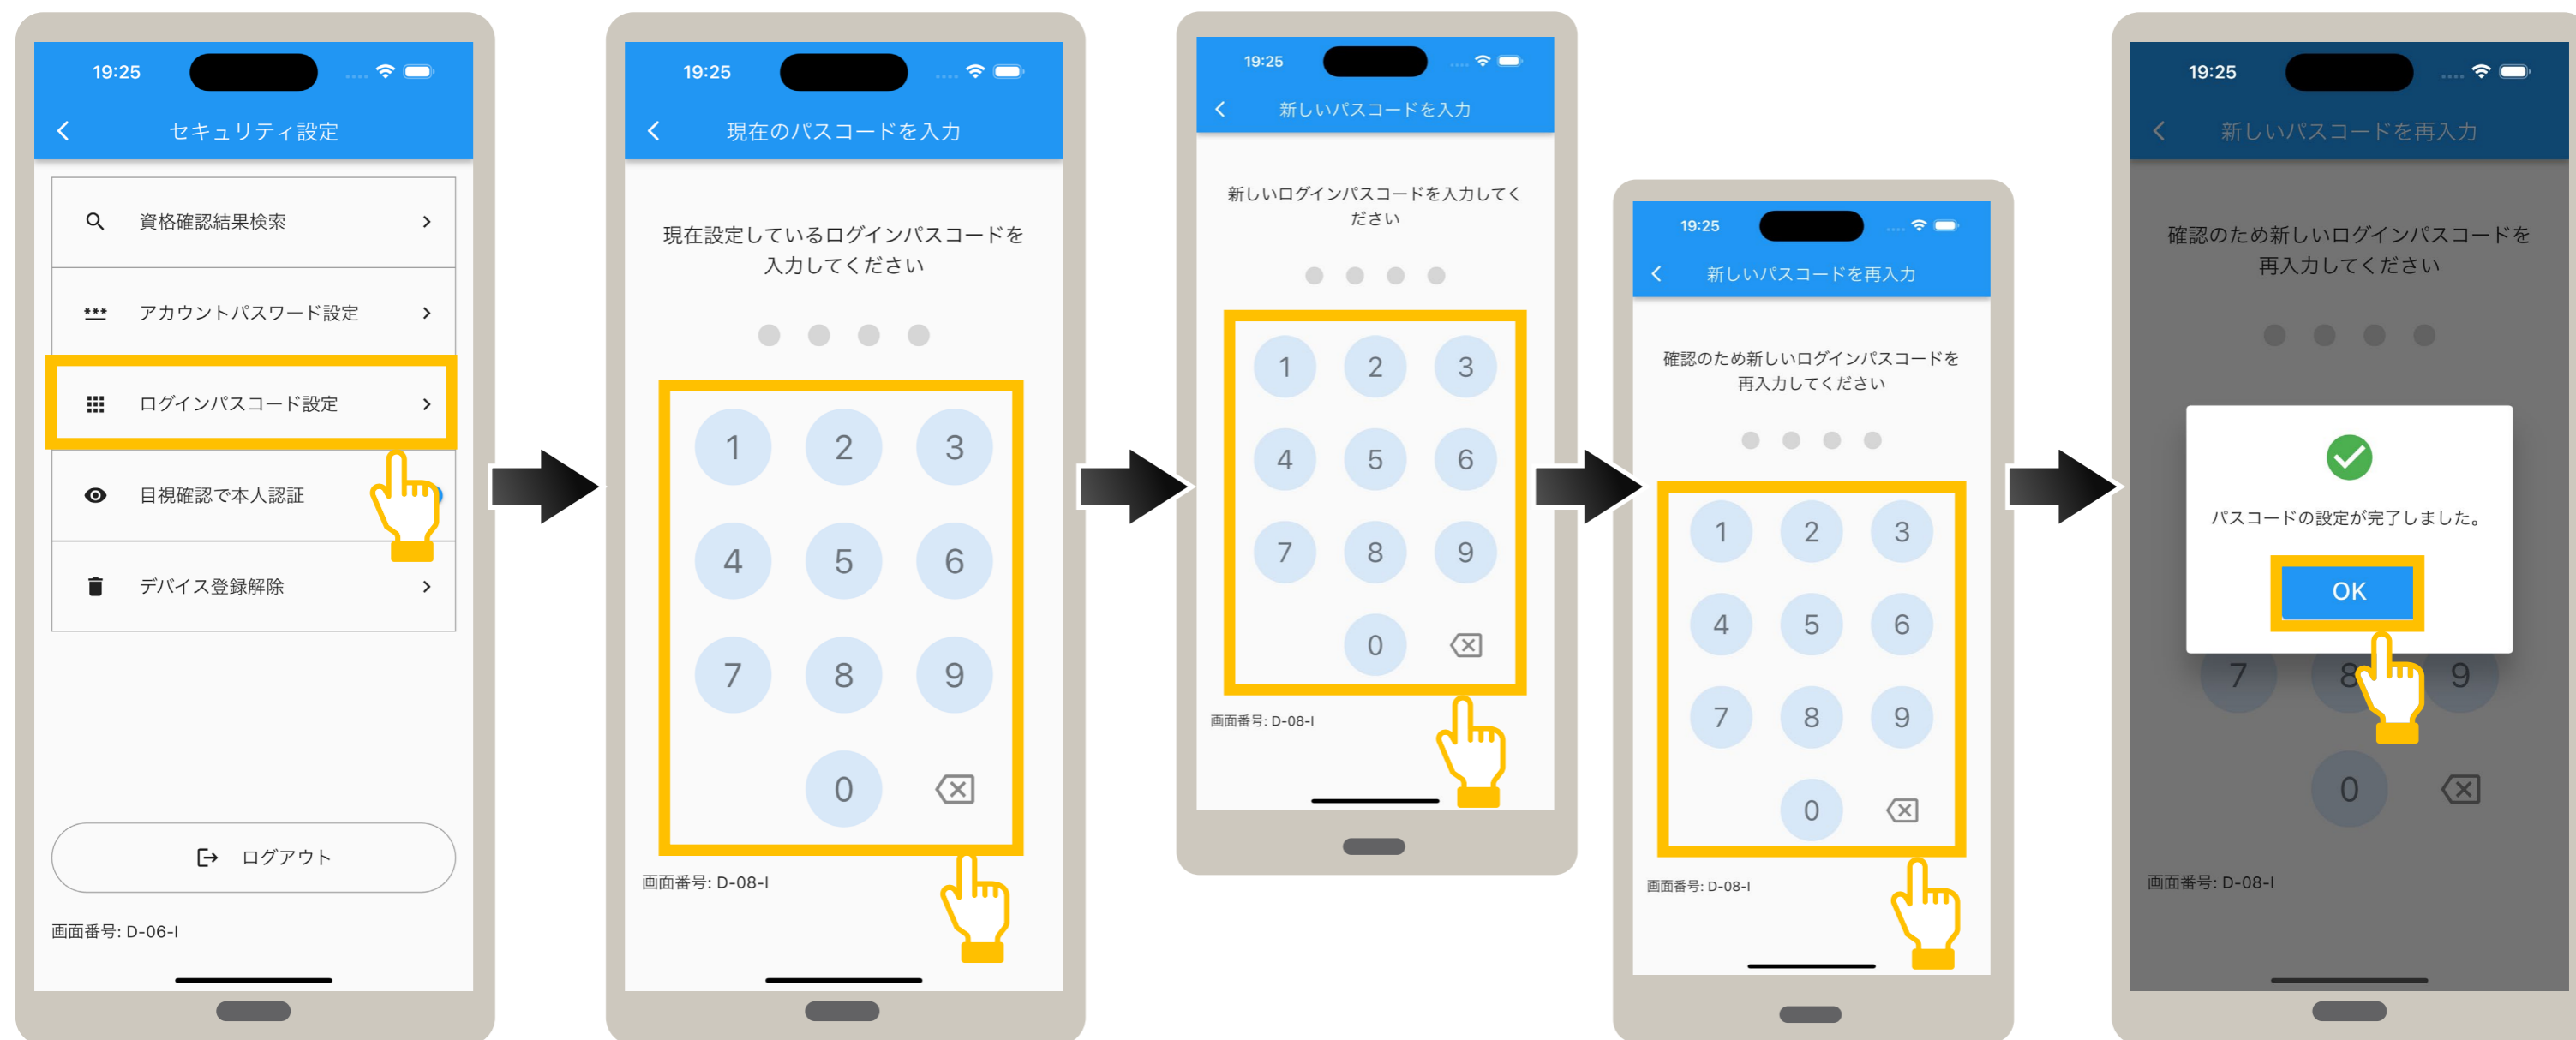 19:25
セキュリティ設定
資格確認結果検索
アカウントパスワード設定
ログインパスコード設定
目視確認で本人認証
デバイス登録解除
ログアウト
画面番号: D-06-I
19:25
現在のパスコードを入力
現在設定しているログインパスコードを
入力してください
1 2 3
4 5 6
7 8 9
0
画面番号: D-08-I
19:25
新しいパスコードを入力
新しいログインパスコードを入力してく
ださい
1 2 3
4 5 6
7 8 9
0
画面番号: D-08-I
19:25
新しいパスコードを再入力
確認のため新しいログインパスコードを
再入力してください
1 2 3
4 5 6
7 8 9
0
画面番号: D-08-I
19:25
新しいパスコードを再入力
確認のため新しいログインパスコードを
再入力してください
パスコードの設定が完了しました。
OK
7 8 9
0
画面番号: D-08-I